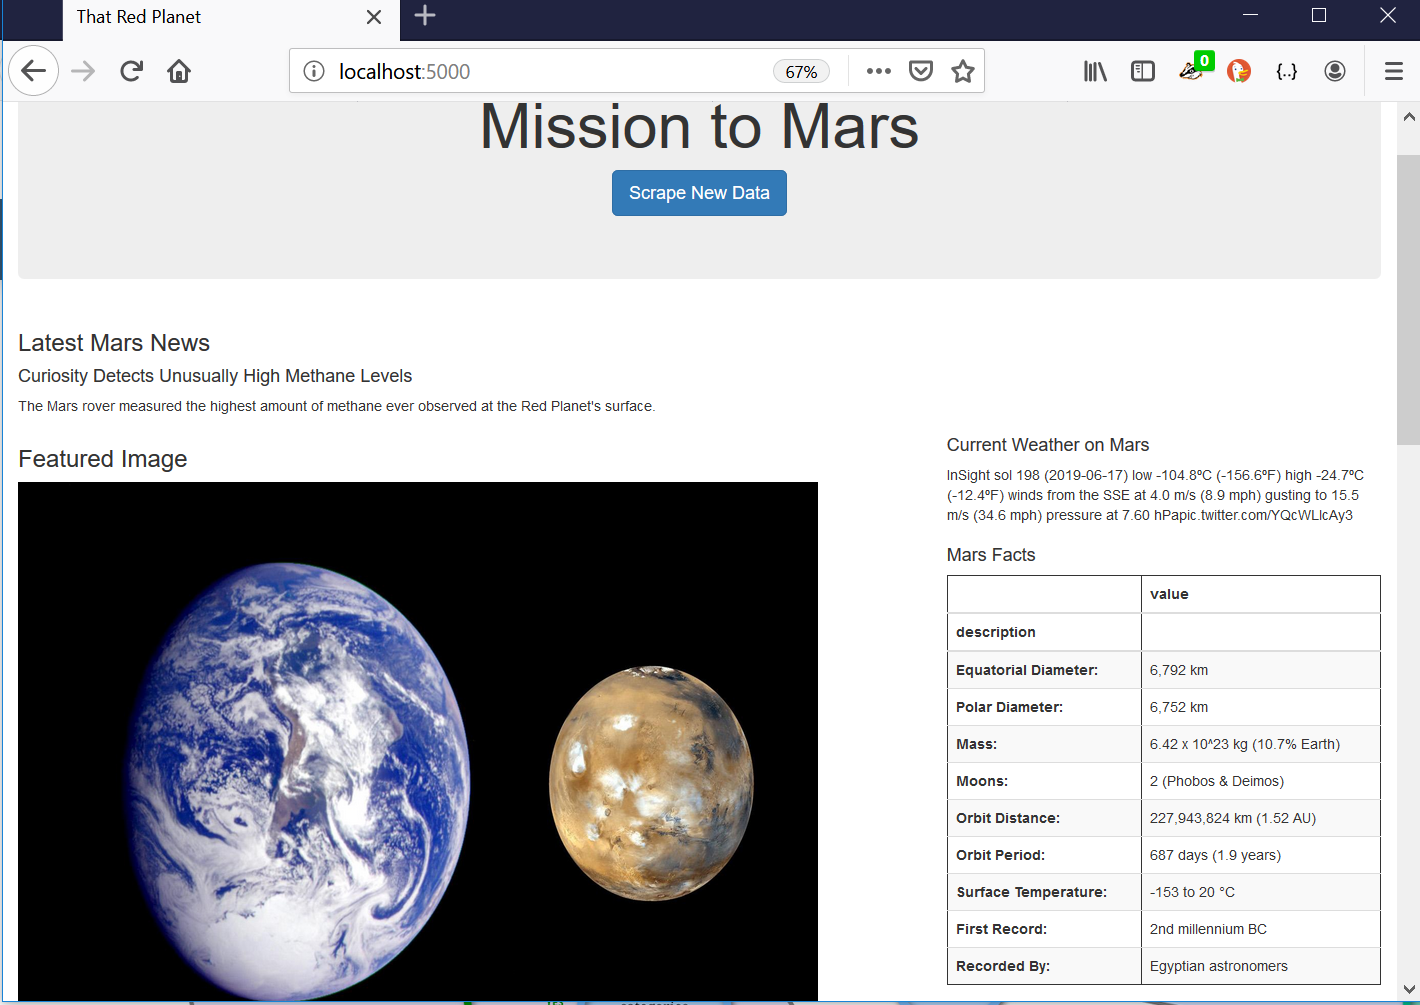 That Red Planet
localhost:5000
67%
0
{..}
Mission to Mars
Scrape New Data
Latest Mars News
Curiosity Detects Unusually High Methane Levels
The Mars rover measured the highest amount of methane ever observed at the Red Planet's surface.
Featured Image
Current Weather on Mars
InSight sol 198 (2019-06-17) low -104.8ºC (-156.6ºF) high -24.7ºC
(-12.4ºF) winds from the SSE at 4.0 m/s (8.9 mph) gusting to 15.5
m/s (34.6 mph) pressure at 7.60 hPapic.twitter.com/YQcWLlcAy3
Mars Facts
value
description
Equatorial Diameter: 6,792 km
Polar Diameter: 6,752 km
Mass: 6.42 x 10^23 kg (10.7% Earth)
Moons: 2 (Phobos & Deimos)
Orbit Distance: 227,943,824 km (1.52 AU)
Orbit Period: 687 days (1.9 years)
Surface Temperature: -153 to 20 °C
First Record: 2nd millennium BC
Recorded By: Egyptian astronomers